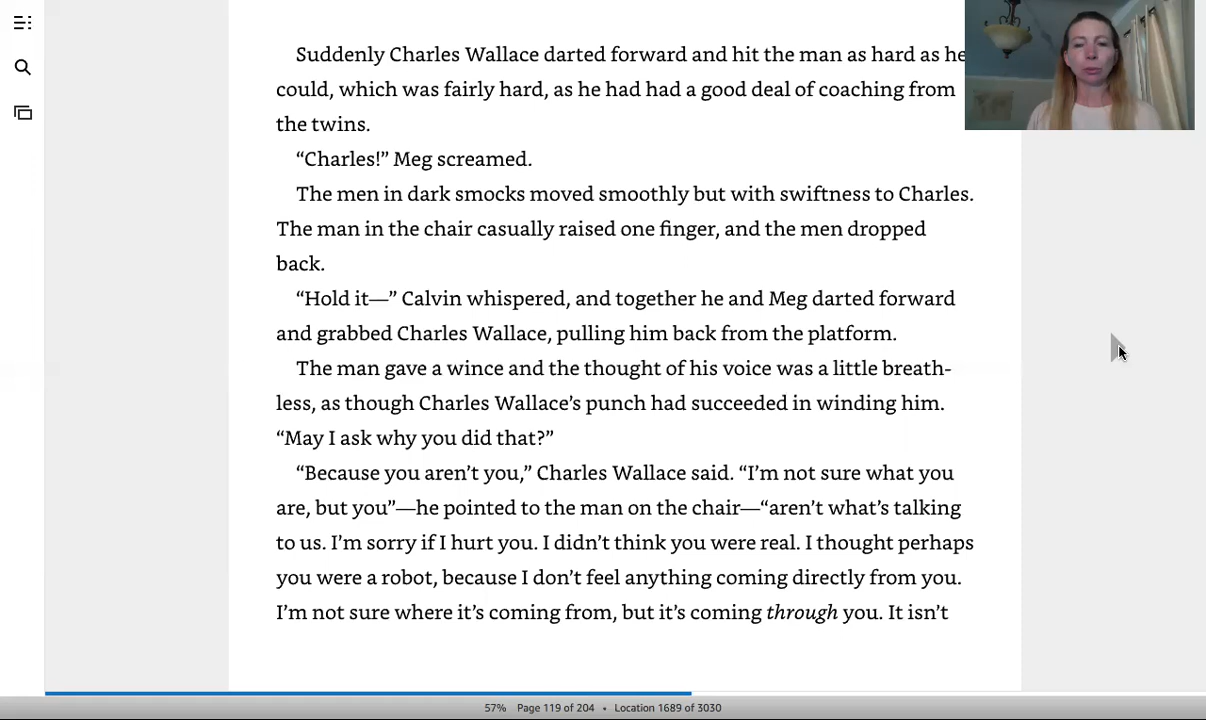 Suddenly Charles Wallace darted forward and hit the man as hard as he
could, which was fairly hard, as he had had a good deal of coaching from
the twins.
“Charles!” Meg screamed.
The men in dark smocks moved smoothly but with swiftness to Charles.
The man in the chair casually raised one finger, and the men dropped
back.
“Hold it—” Calvin whispered, and together he and Meg darted forward
and grabbed Charles Wallace, pulling him back from the platform.
The man gave a wince and the thought of his voice was a little breath-
less, as though Charles Wallace’s punch had succeeded in winding him.
“May I ask why you did that?”
“Because you aren’t you,” Charles Wallace said. “I’m not sure what you
are, but you”—he pointed to the man on the chair—“aren’t what’s talking
to us. I’m sorry if I hurt you. I didn’t think you were real. I thought perhaps
you were a robot, because I don’t feel anything coming directly from you.
I’m not sure where it’s coming from, but it’s coming through you. It isn’t
57% Page 119 of 204 • Location 1689 of 3030